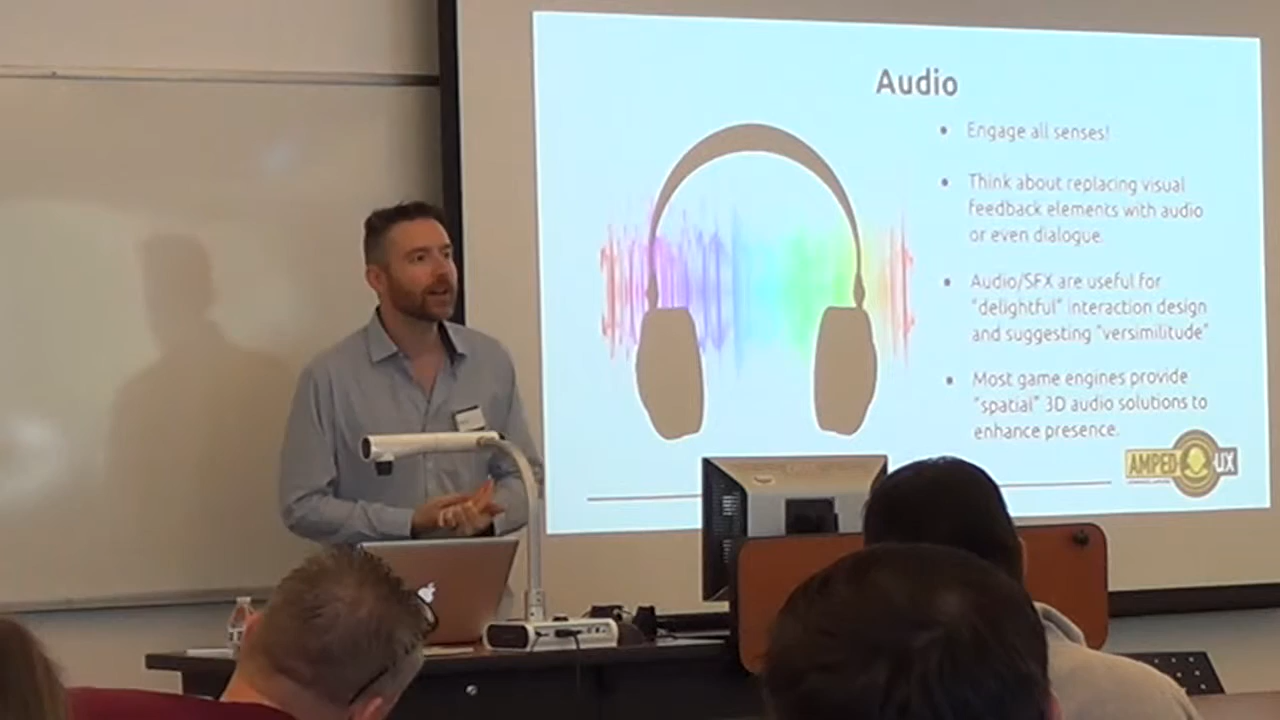 Audio
• Engage all senses!
• Think about replacing visual
feedback elements with audio
or even dialogue.
• Audio/SFX are useful for
"delightful" interaction design
and suggesting "versimilitude"
• Most game engines provide
"spatial" 3D audio solutions to
enhance presence.
AMPED UX